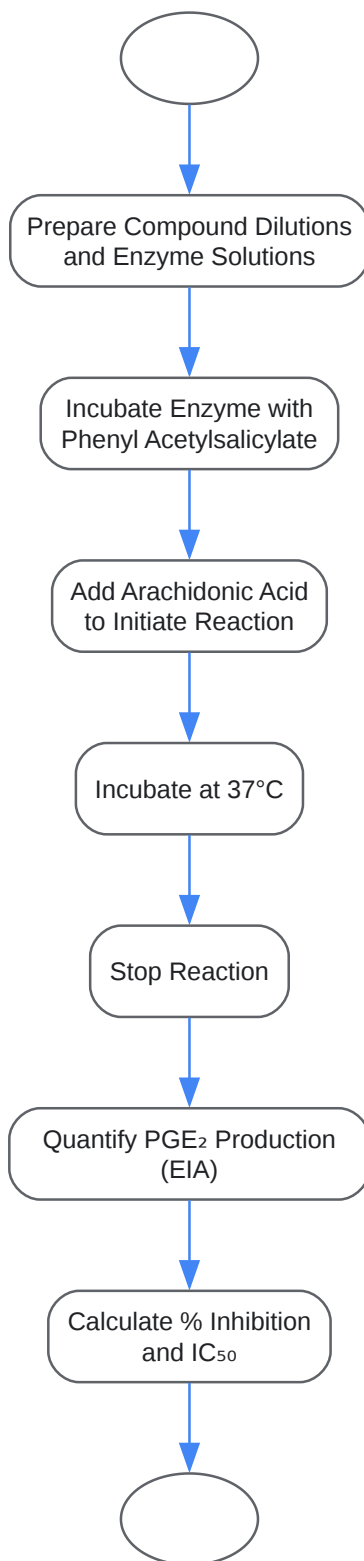 Prepare Compound Dilutions
and Enzyme Solutions
Incubate Enzyme with
Phenyl Acetylsalicylate
Add Arachidonic Acid
to Initiate Reaction
Incubate at 37°C
Stop Reaction
Quantify PGE₂ Production
(EIA)
Calculate % Inhibition
and IC₅₀